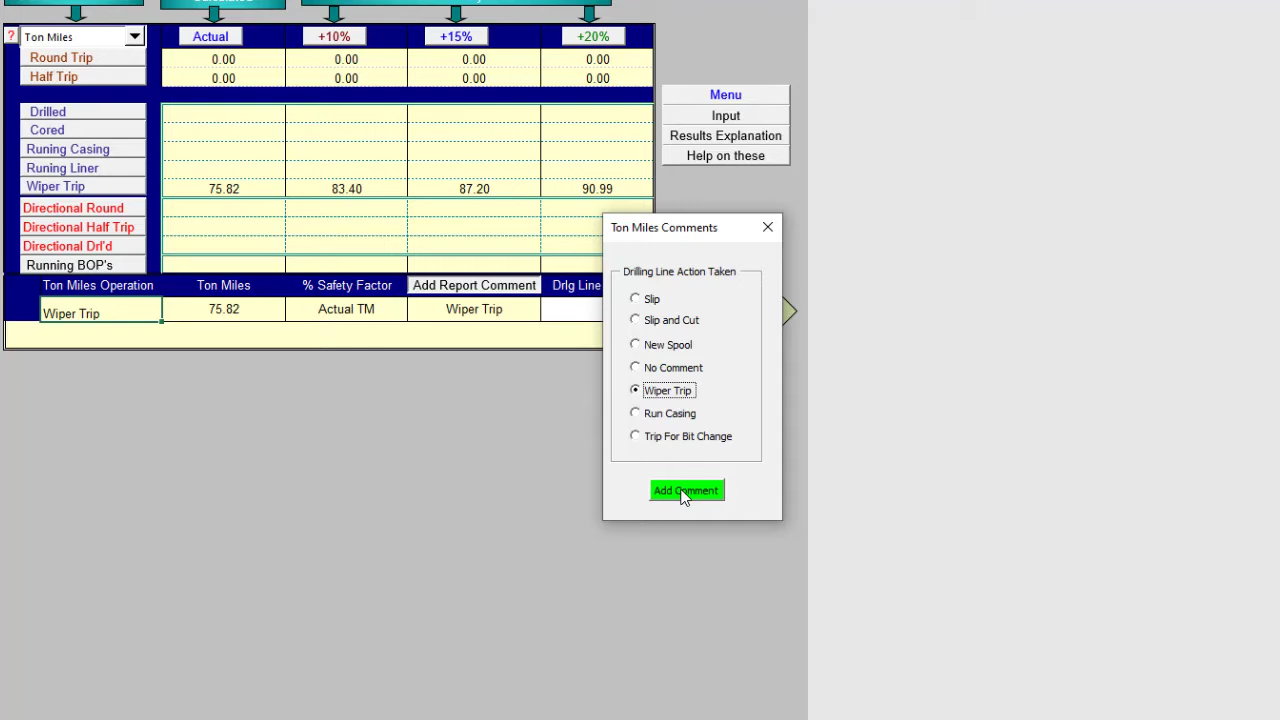 ? Ton Miles Actual +10% +15% +20%
Round Trip 0.00 0.00 0.00 0.00
Half Trip 0.00 0.00 0.00 0.00
Drilled
Cored
Runing Casing
Runing Liner
Wiper Trip 75.82 83.40 87.20 90.99
Directional Round
Directional Half Trip
Directional Drl'd
Running BOP's
Ton Miles Operation Ton Miles % Safety Factor Add Report Comment Drlg Line
Wiper Trip 75.82 Actual TM Wiper Trip
Menu
Input
Results Explanation
Help on these
Ton Miles Comments
Drilling Line Action Taken
Slip
Slip and Cut
New Spool
No Comment
Wiper Trip
Run Casing
Trip For Bit Change
Add Comment